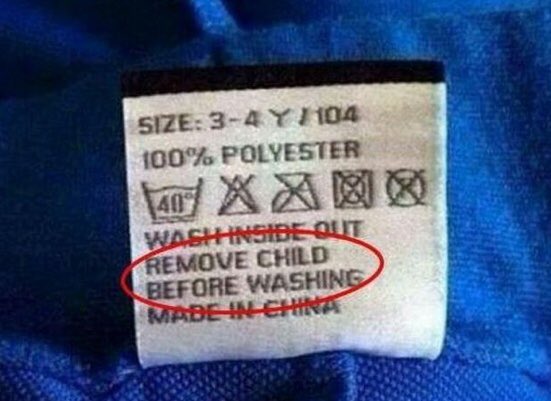 SIZE: 3-4 Y / 104
100% POLYESTER
40°
WASH INSIDE OUT
REMOVE CHILD
BEFORE WASHING
MADE IN CHINA